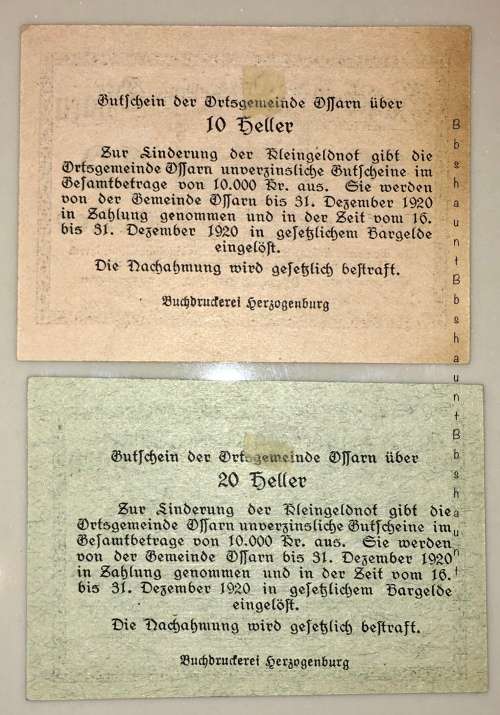 Gutschein der Ortsgemeinde Ossarn über
10 Heller
Zur Linderung der Kleingeldnot gibt die
Ortsgemeinde Ossarn unverzinsliche Gutscheine im
Gesamtbetrage von 10.000 Kr. aus. Sie werden
von der Gemeinde Ossarn bis 31. Dezember 1920
in Zahlung genommen und in der Zeit vom 16.
bis 31. Dezember 1920 in gesetzlichem Bargelde
eingelöst.
Die Nachahmung wird gesetzlich bestraft.
Buchdruckerei Herzogenburg
Gutschein der Ortsgemeinde Ossarn über
20 Heller
Zur Linderung der Kleingeldnot gibt die
Ortsgemeinde Ossarn unverzinsliche Gutscheine im
Gesamtbetrage von 10.000 Kr. aus. Sie werden
von der Gemeinde Ossarn bis 31. Dezember 1920
in Zahlung genommen und in der Zeit vom 16.
bis 31. Dezember 1920 in gesetzlichem Bargelde
eingelöst.
Die Nachahmung wird gesetzlich bestraft.
Buchdruckerei Herzogenburg
BbshauntBbshauntBbshaunt